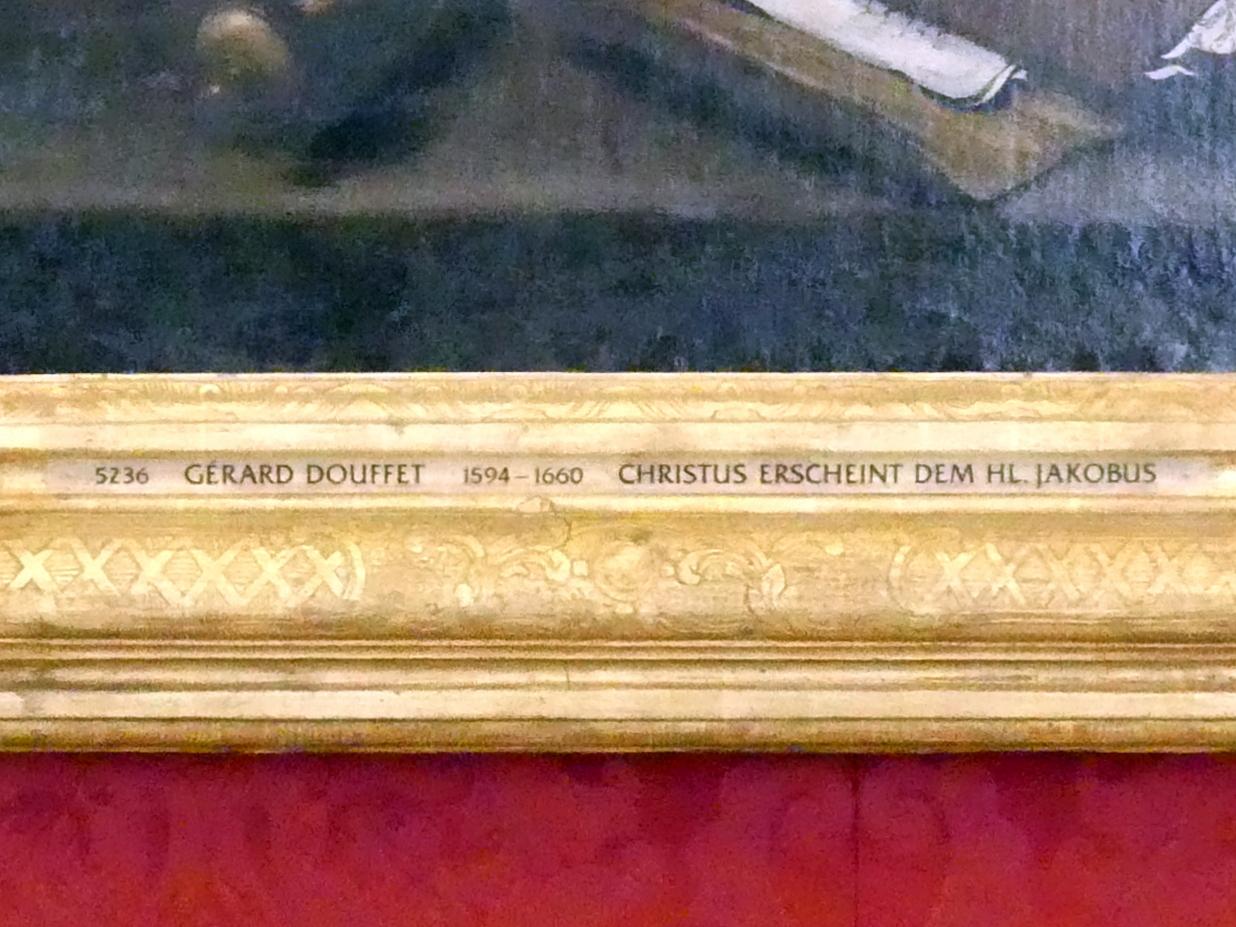 5236 GÉRARD DOUFFET 1594–1660 CHRISTUS ERSCHEINT DEM HL. JAKOBUS